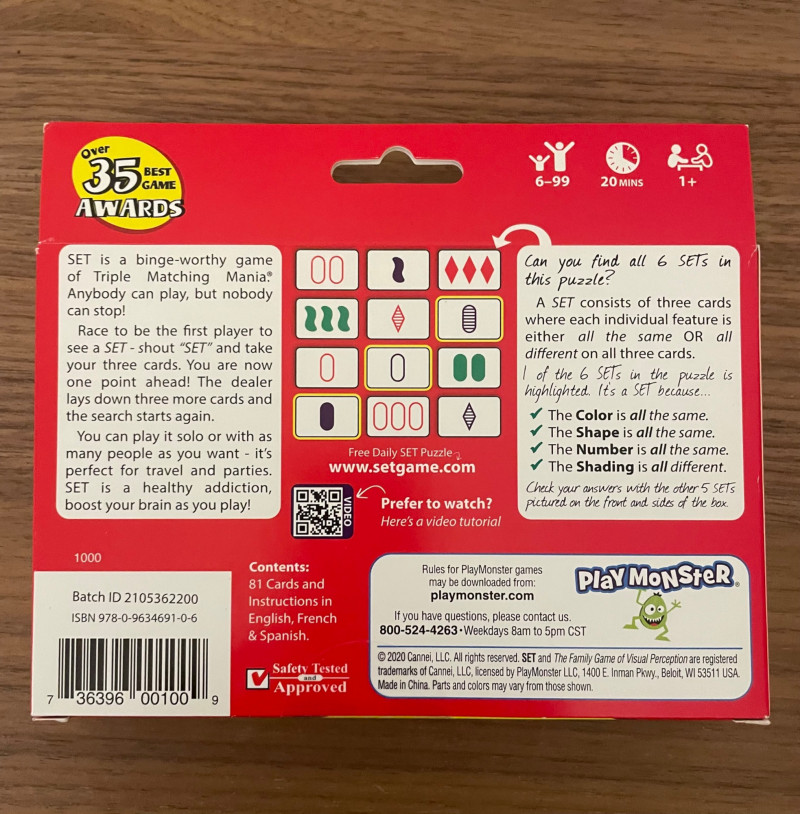 Over
35 BEST
GAME
AWARDS
6–99
20 MINS
1+
SET is a binge-worthy game
of Triple Matching Mania.®
Anybody can play, but nobody
can stop!
Race to be the first player to
see a SET - shout "SET" and take
your three cards. You are now
one point ahead! The dealer
lays down three more cards and
the search starts again.
You can play it solo or with as
many people as you want - it's
perfect for travel and parties.
SET is a healthy addiction,
boost your brain as you play!
Free Daily SET Puzzle
www.setgame.com
VIDEO
Prefer to watch?
Here's a video tutorial
Can you find all 6 SETs in
this puzzle?
A SET consists of three cards
where each individual feature is
either all the same OR all
different on all three cards.
1 of the 6 SETs in the puzzle is
highlighted. It's a SET because...
✔ The Color is all the same.
✔ The Shape is all the same.
✔ The Number is all the same.
✔ The Shading is all different.
Check your answers with the other 5 SETs
pictured on the front and sides of the box.
1000
Batch ID 2105362200
ISBN 978-0-9634691-0-6
7 36396 00100 9
Contents:
81 Cards and
Instructions in
English, French
& Spanish.
Safety Tested
and
Approved
Rules for PlayMonster games
may be downloaded from:
playmonster.com
PlayMonster®
If you have questions, please contact us.
800-524-4263 • Weekdays 8am to 5pm CST
© 2020 Cannei, LLC. All rights reserved. SET and The Family Game of Visual Perception are registered
trademarks of Cannei, LLC, licensed by PlayMonster LLC, 1400 E. Inman Pkwy., Beloit, WI 53511 USA.
Made in China. Parts and colors may vary from those shown.